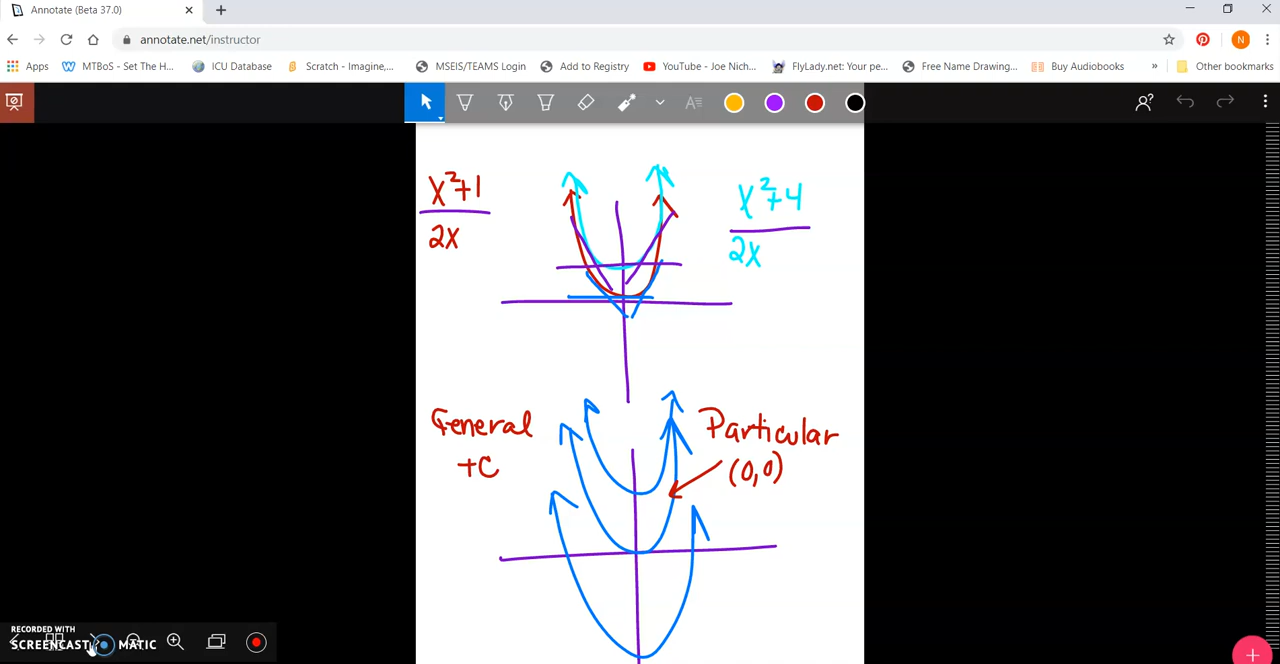 Annotate (Beta 37.0)
annotate.net/instructor
N
Apps
MTBoS - Set The H...
ICU Database
Scratch - Imagine,...
MSEIS/TEAMS Login
Add to Registry
YouTube - Joe Nich...
FlyLady.net: Your pe...
Free Name Drawing...
Buy Audiobooks
»
Other bookmarks
x²+1
2x
x²+4
2x
General
+C
Particular
(0,0)
RECORDED WITH
SCREENCAST MATIC